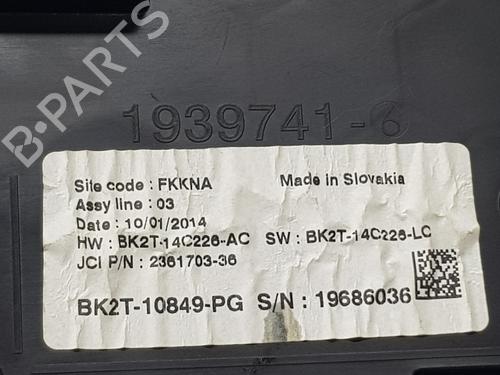 B-PARTS
1939741-6
Site code : FKKNA Made in Slovakia
Assy line : 03
Date : 10/01/2014
HW : BK2T-14C226-AC SW : BK2T-14C226-LC
JCI P/N : 2361703-36
BK2T-10849-PG S/N : 19686036